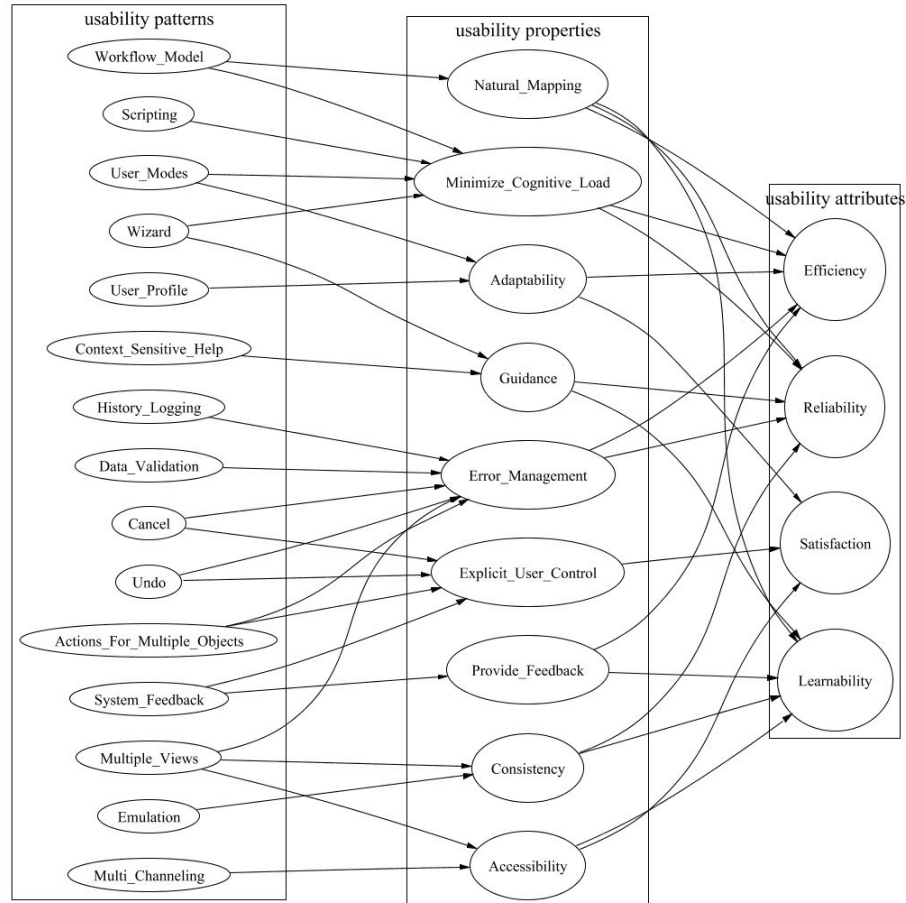 usability patterns
Workflow_Model
Scripting
User_Modes
Wizard
User_Profile
Context_Sensitive_Help
History_Logging
Data_Validation
Cancel
Undo
Actions_For_Multiple_Objects
System_Feedback
Multiple_Views
Emulation
Multi_Channeling
usability properties
Natural_Mapping
Minimize_Cognitive_Load
Adaptability
Guidance
Error_Management
Explicit_User_Control
Provide_Feedback
Consistency
Accessibility
usability attributes
Efficiency
Reliability
Satisfaction
Learnability